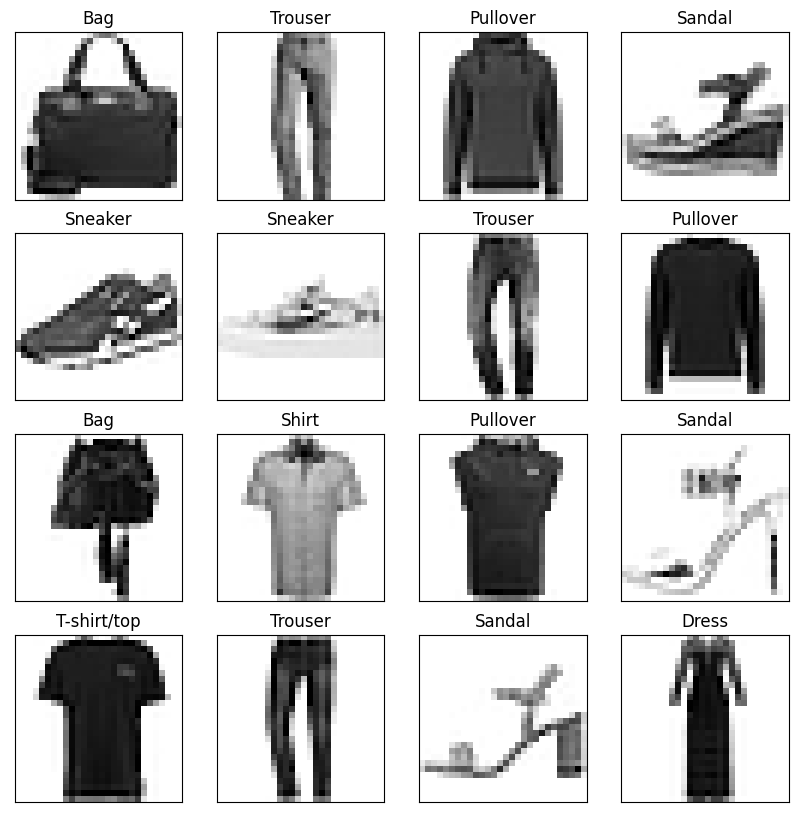 Bag Trouser Pullover Sandal
Sneaker Sneaker Trouser Pullover
Bag Shirt Pullover Sandal
T-shirt/top Trouser Sandal Dress